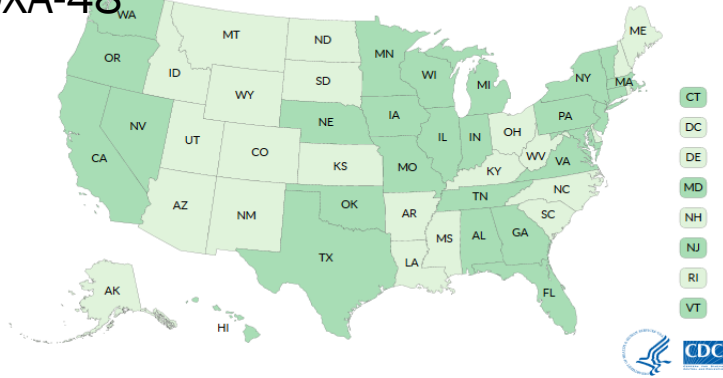 XA-48
WA
MT
ND
MN
ME
OR
ID
SD
WI
MI
NY
MA
WY
NE
IA
PA
NV
UT
CO
KS
MO
IL
IN
OH
WV
VA
KY
CA
AZ
NM
OK
AR
TN
NC
SC
TX
LA
MS
AL
GA
FL
AK
HI
CT
DC
DE
MD
NH
NJ
RI
VT
CDC